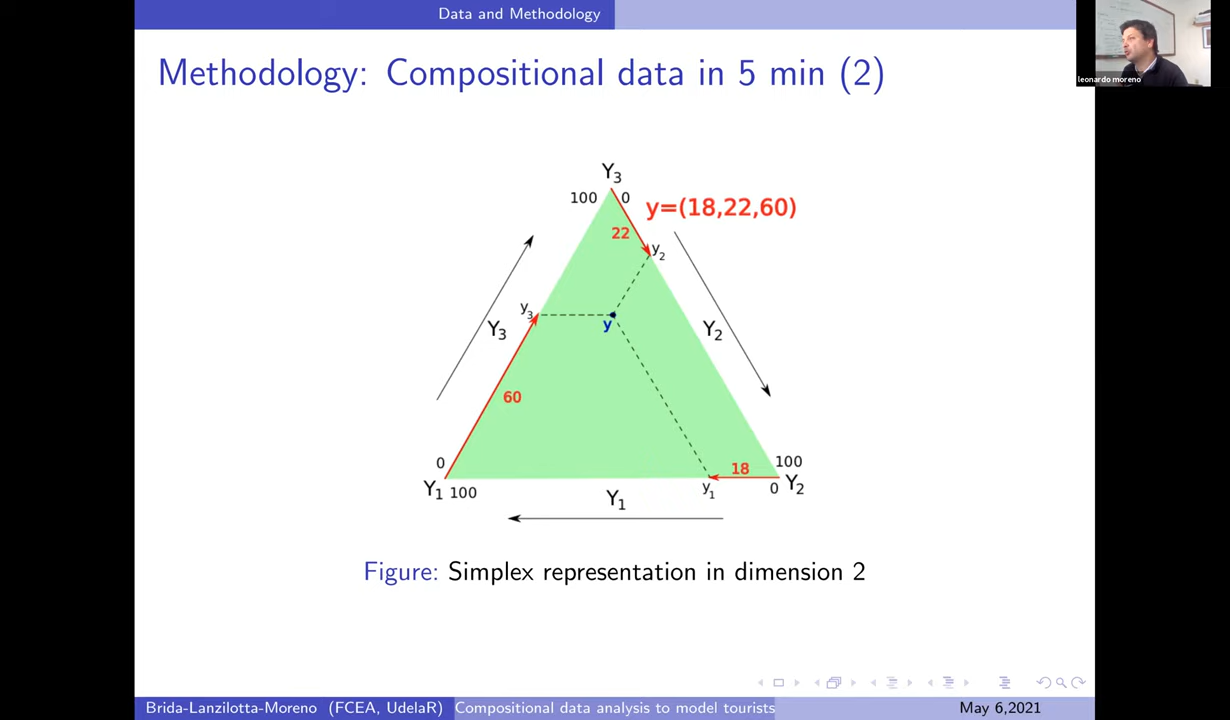 Data and Methodology
leonardo moreno
Methodology: Compositional data in 5 min (2)
Y3
100 0
y=(18,22,60)
22
y2
y3
y
Y3
Y2
60
0
18
100
Y1 100
Y1
y1
0 Y2
Figure: Simplex representation in dimension 2
Brida-Lanzilotta-Moreno (FCEA, UdelaR) Compositional data analysis to model tourists May 6,2021